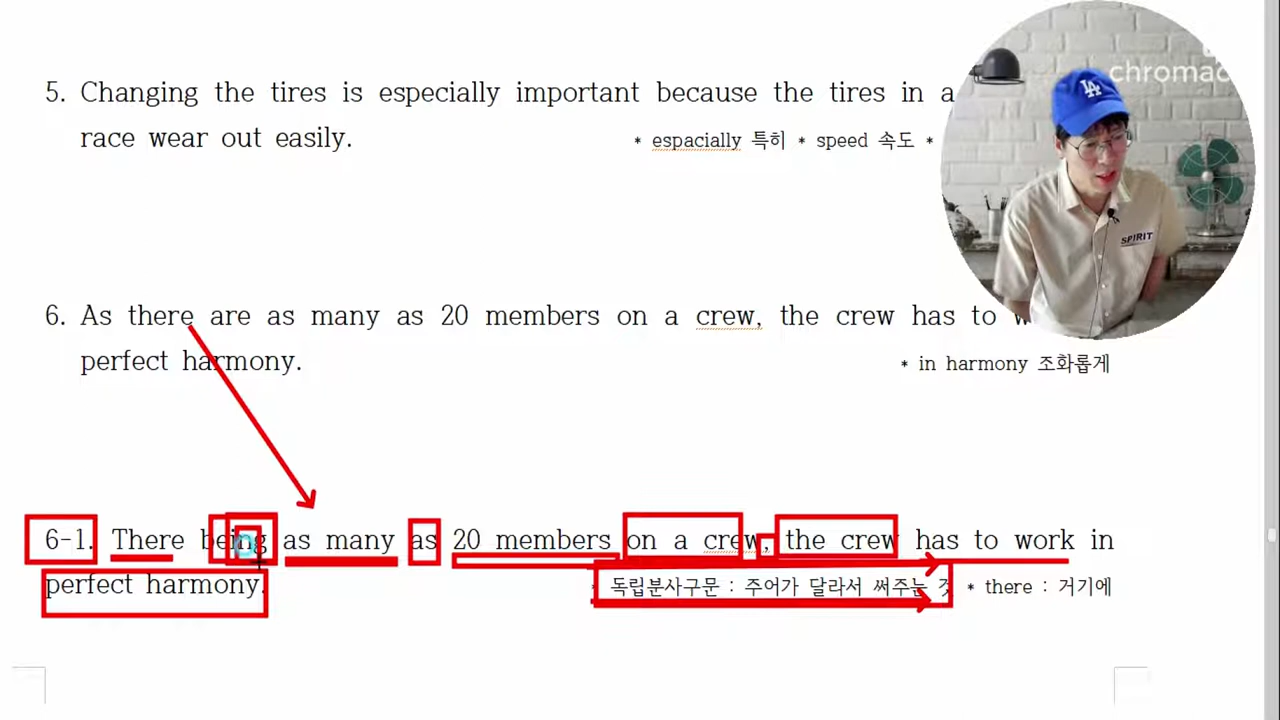 5. Changing the tires is especially important because the tires in a
race wear out easily.
* espacially 특히 * speed 속도 *
6. As there are as many as 20 members on a crew, the crew has to
perfect harmony.
* in harmony 조화롭게
6-1. There being as many as 20 members on a crew, the crew has to work in
perfect harmony.
* 독립분사구문 : 주어가 달라서 써주는 것 * there : 거기에
chromac
LA
SPIRIT